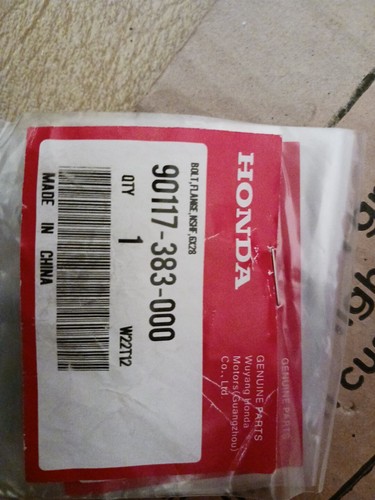 HONDA
GENUINE PARTS
Wuyang Honda
Motors(Guangzhou)
Co., Ltd.
BOLT,FLANGE,NSHF,6X28
90117-383-000
QTY 1 W22T12
MADE IN CHINA
GENUINE PART